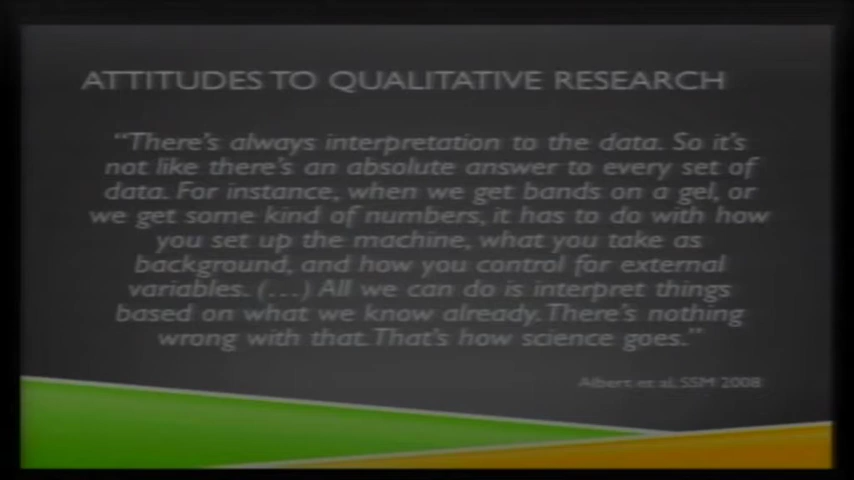 ATTITUDES TO QUALITATIVE RESEARCH
“There’s always interpretation to the data. So it’s
not like there’s an absolute answer to every set of
data. For instance, when we get bands on a gel, or
we get some kind of numbers, it has to do with how
you set up the machine, what you take as
background, and how you control for external
variables. (…) All we can do is interpret things
based on what we know already. There’s nothing
wrong with that. That’s how science goes.”
Albert et al. SSM 2008